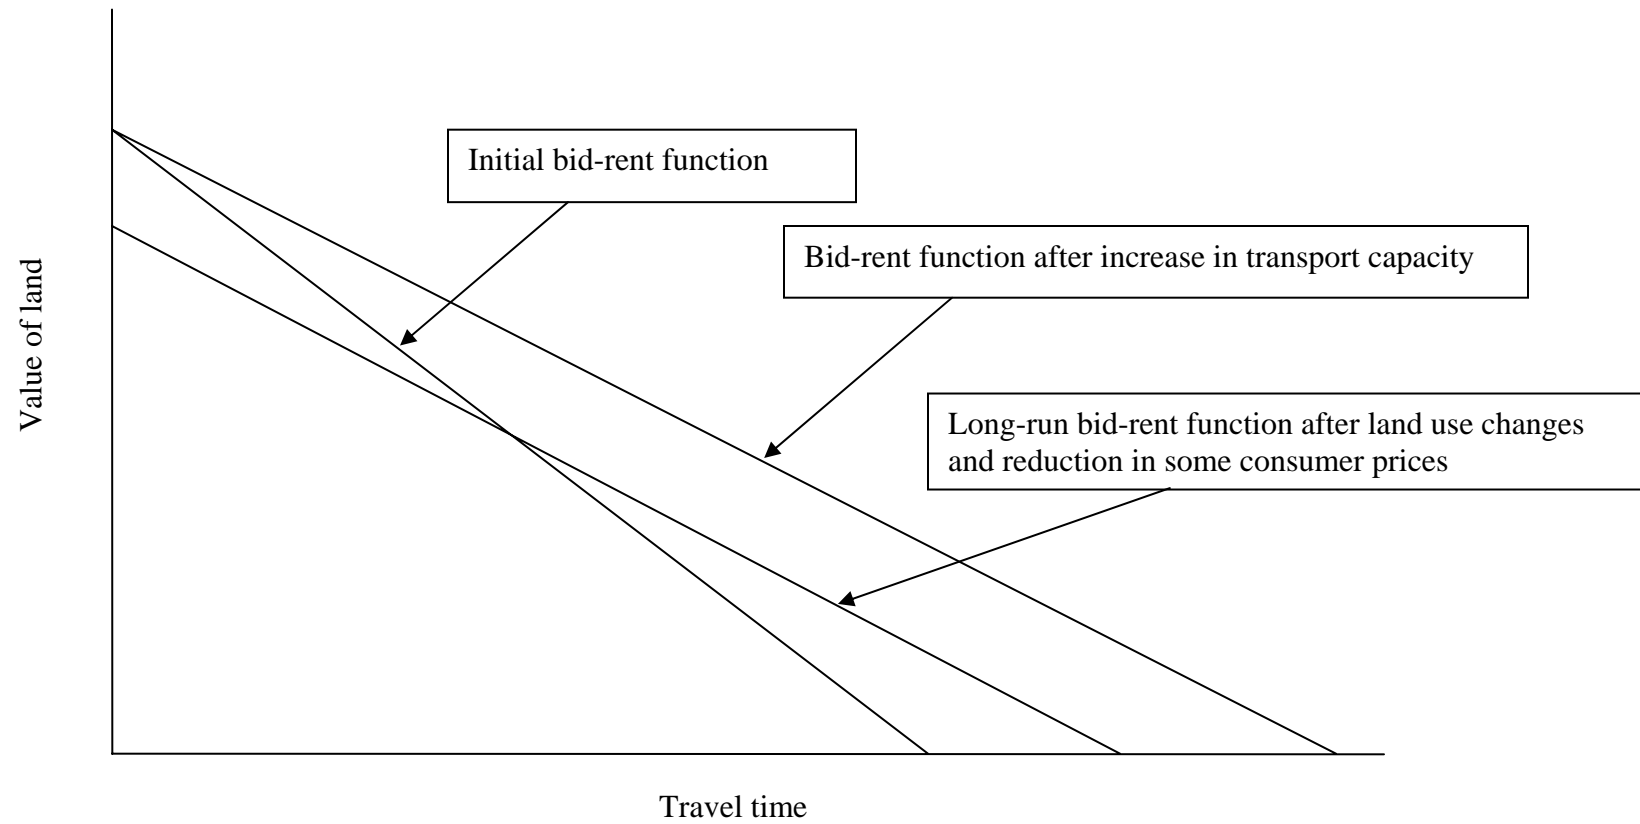 Initial bid-rent function
Bid-rent function after increase in transport capacity
Value of land
Long-run bid-rent function after land use changes
and reduction in some consumer prices
Travel time